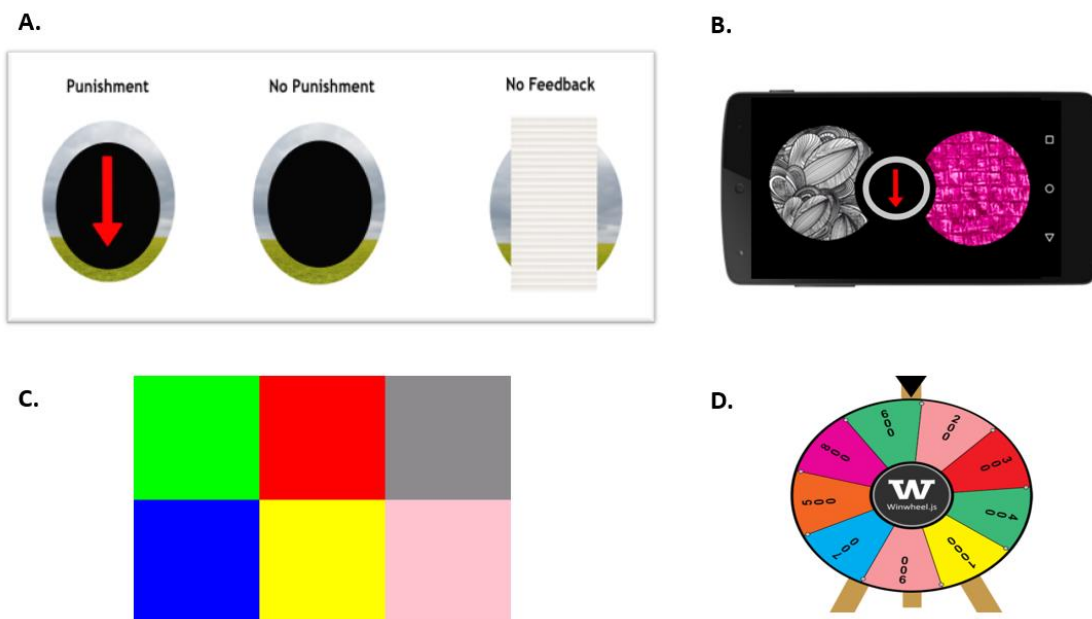 A.
B.
Punishment
No Punishment
No Feedback
C.
D.
600
200
300
400
1000
900
700
500
800
W
Winwheel.js